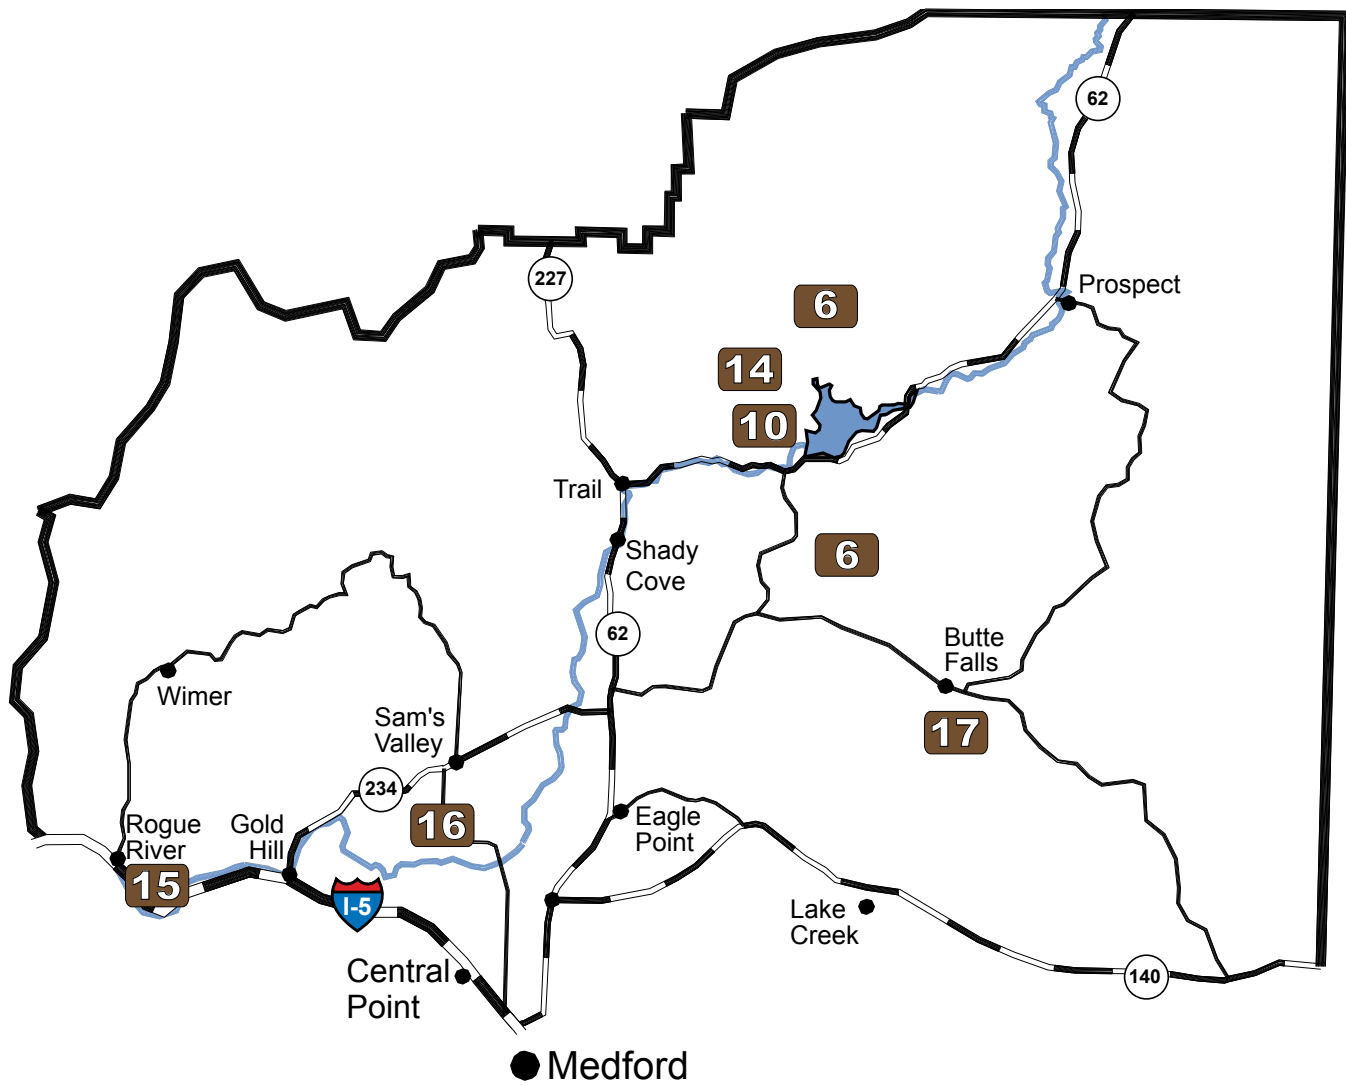 62
227
Prospect
6
14
10
Trail
Shady
Cove
6
62
Butte
Falls
Wimer
Sam's
Valley
17
234
16
Rogue
River
Gold
Hill
Eagle
Point
15
I-5
Lake
Creek
Central
Point
140
Medford